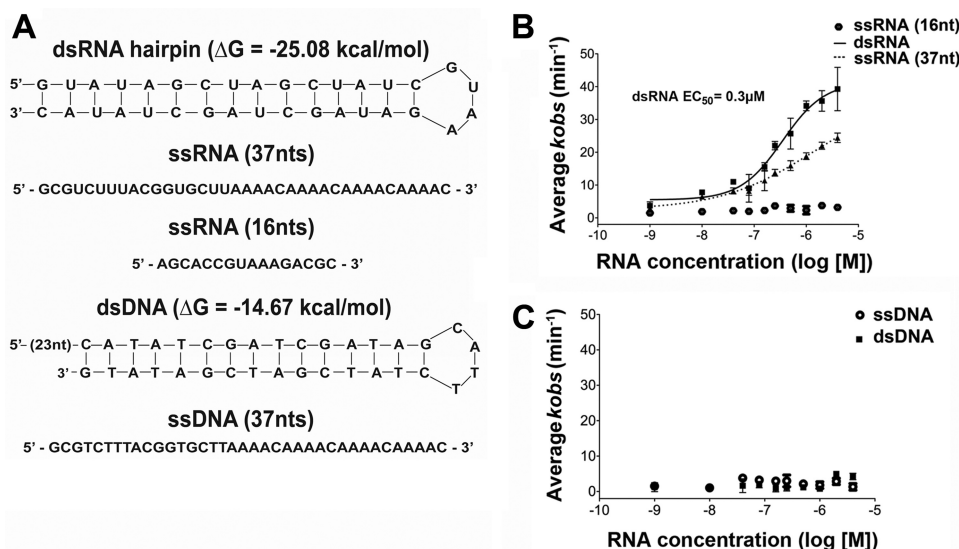 A
dsRNA hairpin (ΔG = -25.08 kcal/mol)
5'-G-U-A-U-A-G-C-U-A-G-C-U-A-U-C
G
U
A
A
3'-C-A-U-A-U-C-G-A-U-C-G-A-U-A-G
ssRNA (37nts)
5' - GCGUCUUUACGGUGCUUAAAACAAAACAAAACAAAAC - 3'
ssRNA (16nts)
5' - AGCACCGUAAAGACGC - 3'
dsDNA (ΔG = -14.67 kcal/mol)
5'-(23nt)-C-A-T-A-T-C-G-A-T-C-G-A-T-A-G
C
A
T
T
3'-G-T-A-T-A-G-C-T-A-G-C-T-A-T-C
ssDNA (37nts)
5' - GCGTCTTTACGGTGCTTAAAACAAAACAAAACAAAAC - 3'
B
ssRNA (16nt)
dsRNA
ssRNA (37nt)
dsRNA EC50= 0.3µM
Average kobs (min-1)
50
40
30
20
10
0
-10 -9 -8 -7 -6 -5
RNA concentration (log [M])
C
ssDNA
dsDNA
Average kobs (min-1)
50
40
30
20
10
0
-10 -9 -8 -7 -6 -5
RNA concentration (log [M])